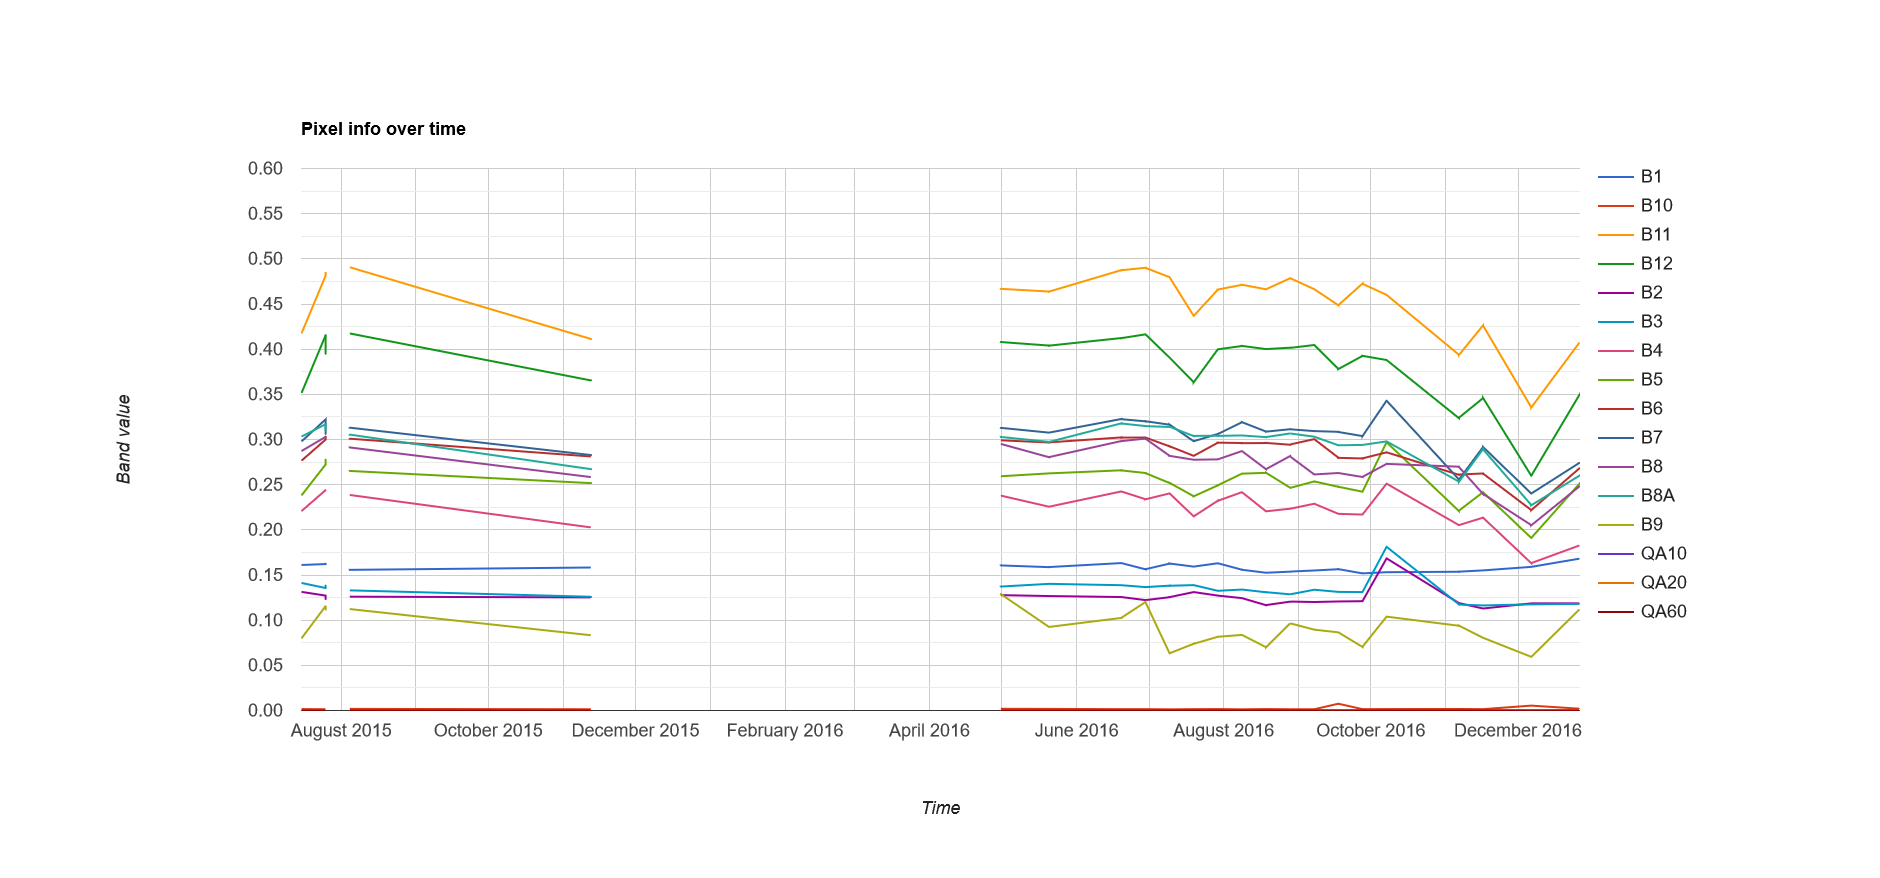 Pixel info over time
0.60
0.55
0.50
0.45
0.40
0.35
0.30
0.25
0.20
0.15
0.10
0.05
0.00
Band value
August 2015 October 2015 December 2015 February 2016 April 2016 June 2016 August 2016 October 2016 December 2016
Time
B1
B10
B11
B12
B2
B3
B4
B5
B6
B7
B8
B8A
B9
QA10
QA20
QA60